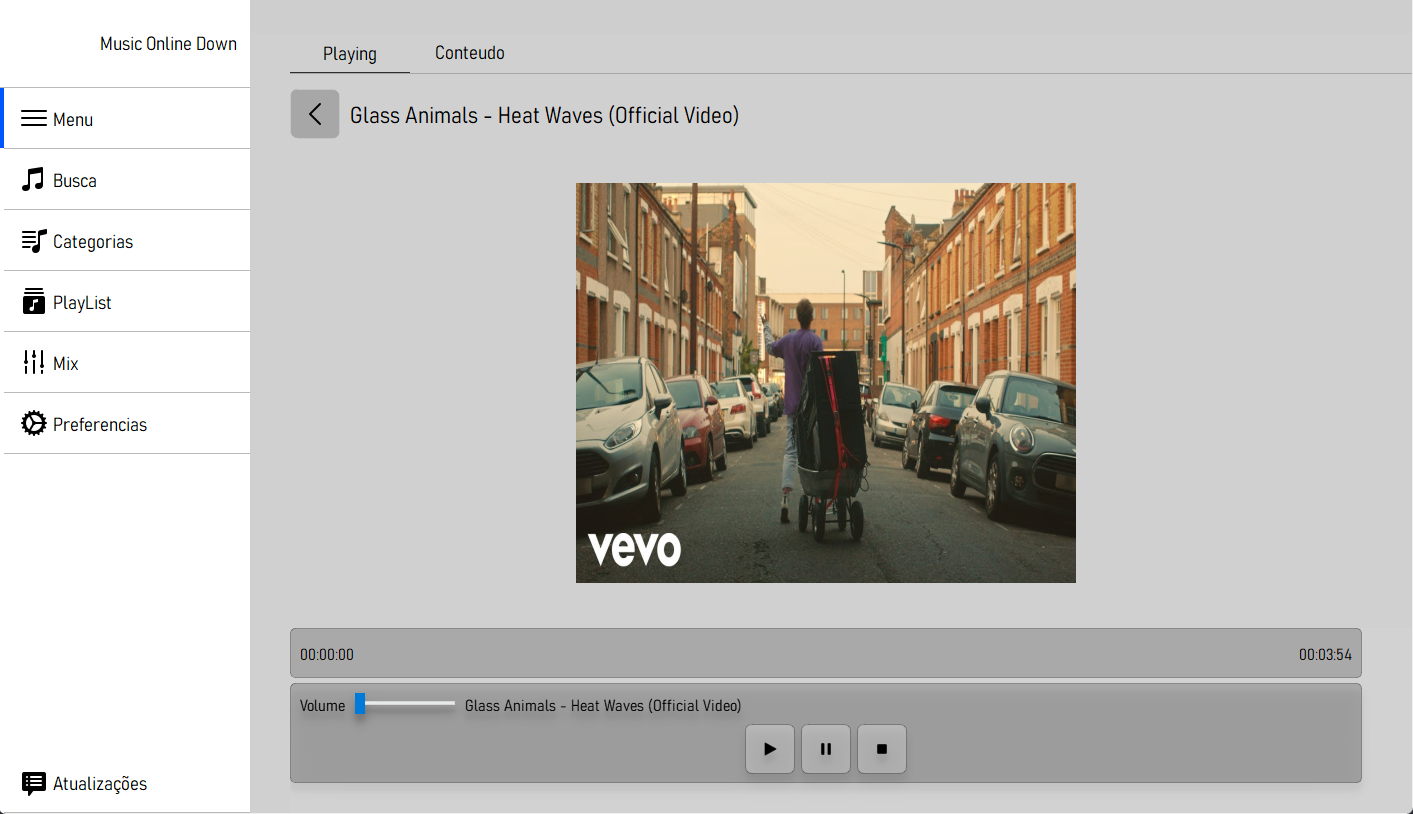 Music Online Down
Menu
Busca
Categorias
PlayList
Mix
Preferencias
Atualizações
Playing
Conteudo
Glass Animals - Heat Waves (Official Video)
vevo
00:00:00
00:03:54
Volume
Glass Animals - Heat Waves (Official Video)